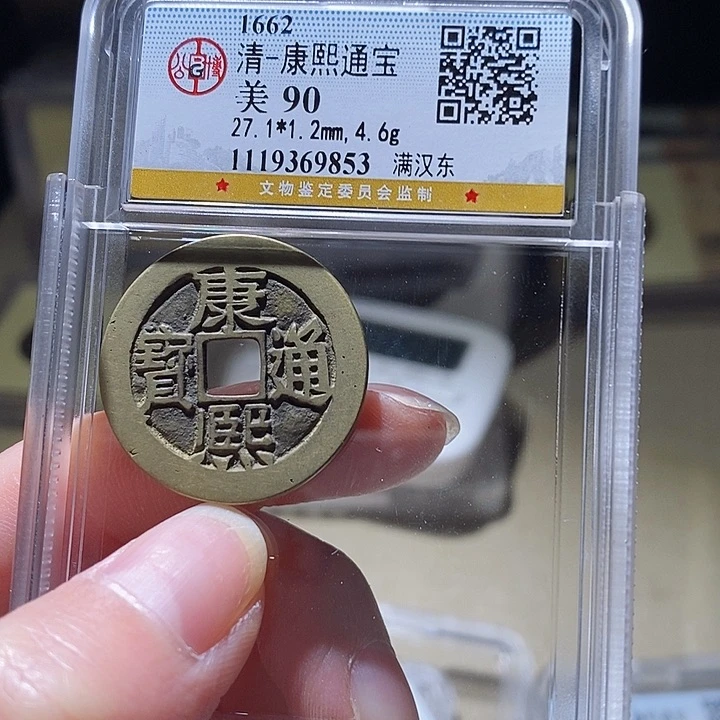 1662
清-康熙通宝
美 90
27.1*1.2mm,4.6g
1119369853 满汉东
文物鉴定委员会监制
康熙通寶